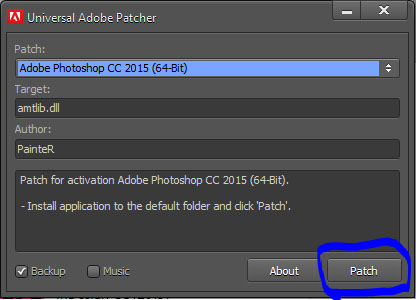 Universal Adobe Patcher
Patch:
Adobe Photoshop CC 2015 (64-Bit)
Target:
amtlib.dll
Author:
PainteR
Patch for activation Adobe Photoshop CC 2015 (64-Bit).
- Install application to the default folder and click 'Patch'.
Backup
Music
About
Patch